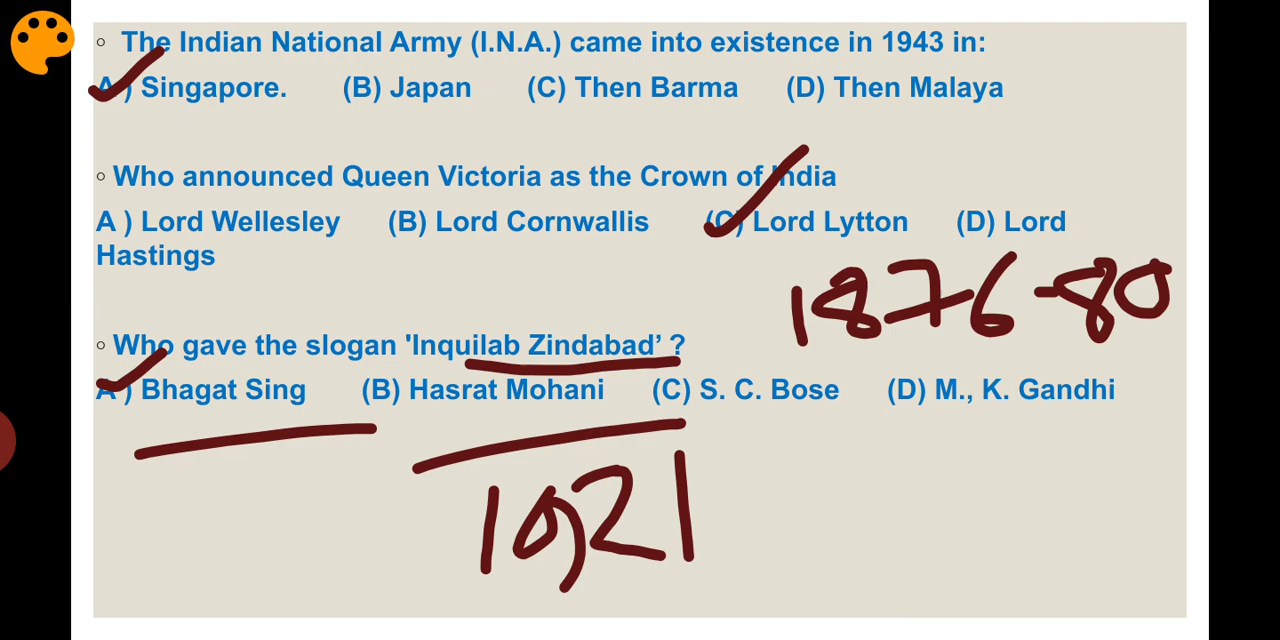 The Indian National Army (I.N.A.) came into existence in 1943 in:
A ) Singapore. (B) Japan (C) Then Barma (D) Then Malaya
Who announced Queen Victoria as the Crown of India
A ) Lord Wellesley (B) Lord Cornwallis (C) Lord Lytton (D) Lord
Hastings
1876-80
Who gave the slogan 'Inquilab Zindabad’ ?
A ) Bhagat Sing (B) Hasrat Mohani (C) S. C. Bose (D) M., K. Gandhi
1921